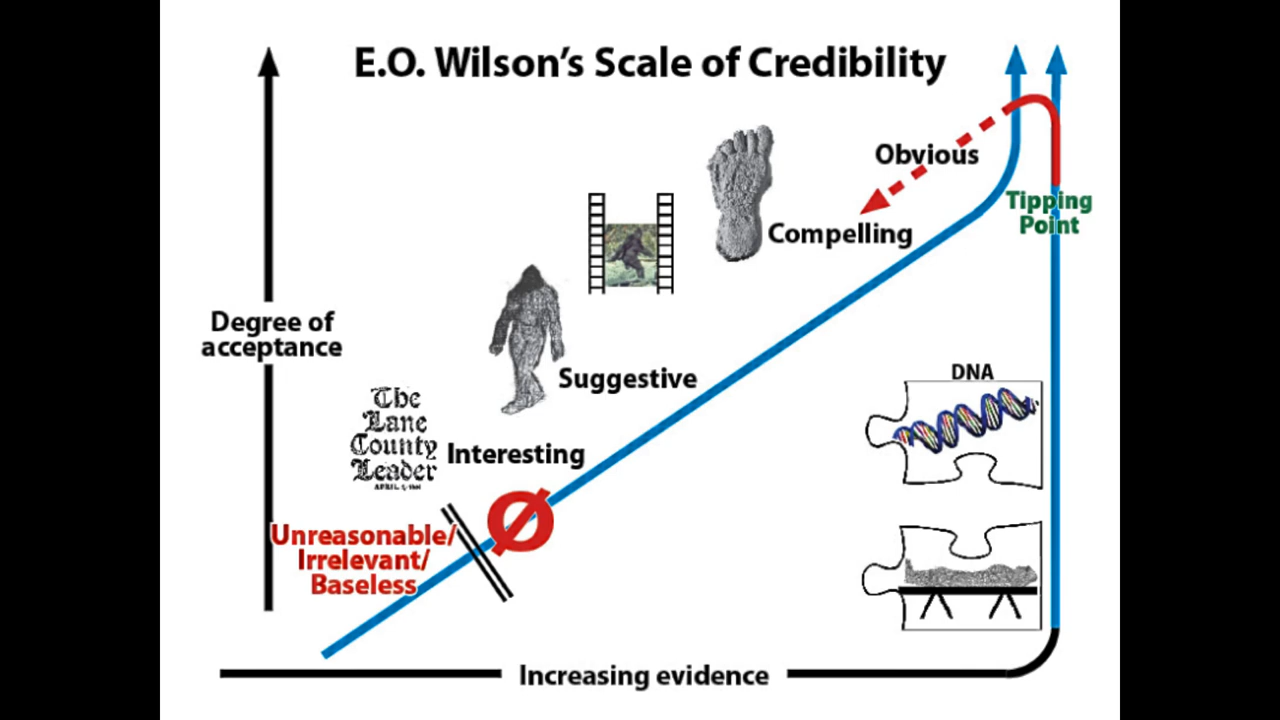 E.O. Wilson's Scale of Credibility
Obvious
Tipping
Point
Compelling
Degree of
acceptance
Suggestive
DNA
The
Lane
County
Leader
Interesting
Unreasonable/
Irrelevant/
Baseless
Increasing evidence